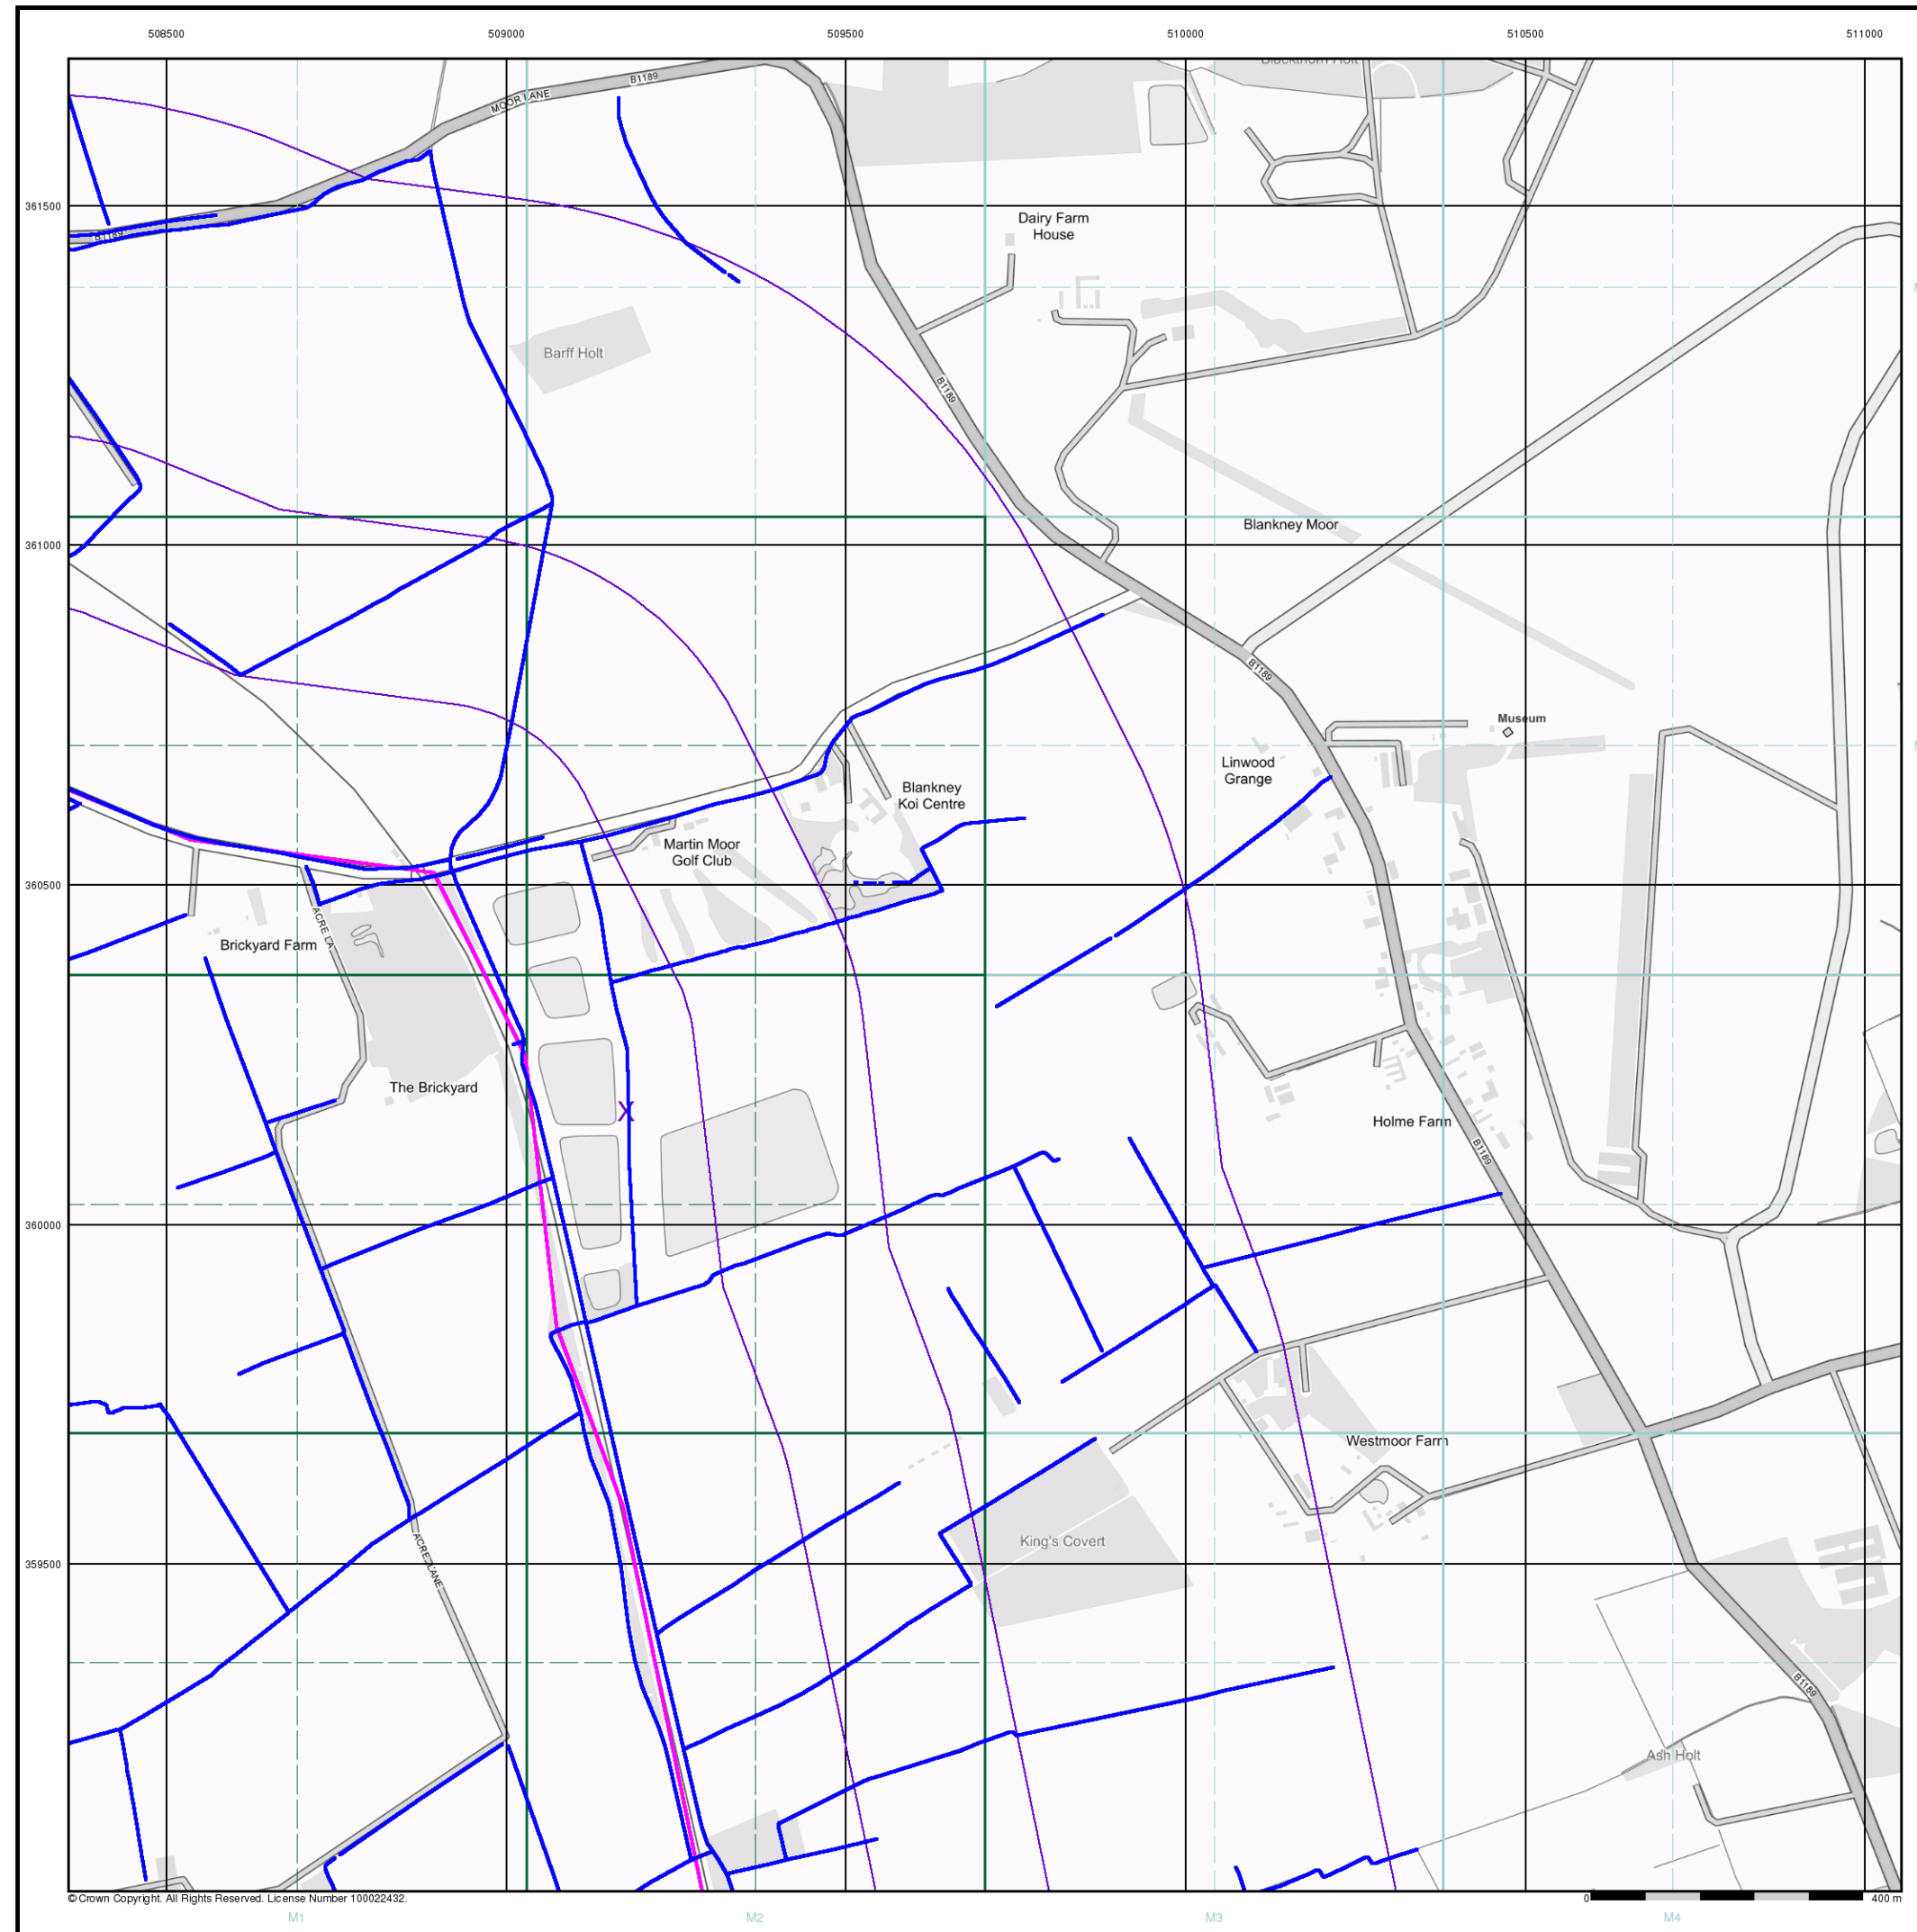 508500 509000 509500 510000 510500 511000
Blackthorn Holt
B1189
MOOR LANE
361500
Dairy Farm
House
B1189
Barff Holt
B1189
Blankney Moor
361000
B1189
Museum
Linwood
Grange
Blankney
Koi Centre
Martin Moor
Golf Club
360500
ACRE LA
Brickyard Farm
The Brickyard
X
Holme Farm
B1189
360000
Westmoor Farm
King's Covert
359500
ACRE LANE
B1189
Ash Holt
© Crown Copyright. All Rights Reserved. License Number 100022432.
0 400 m
M1 M2 M3 M4